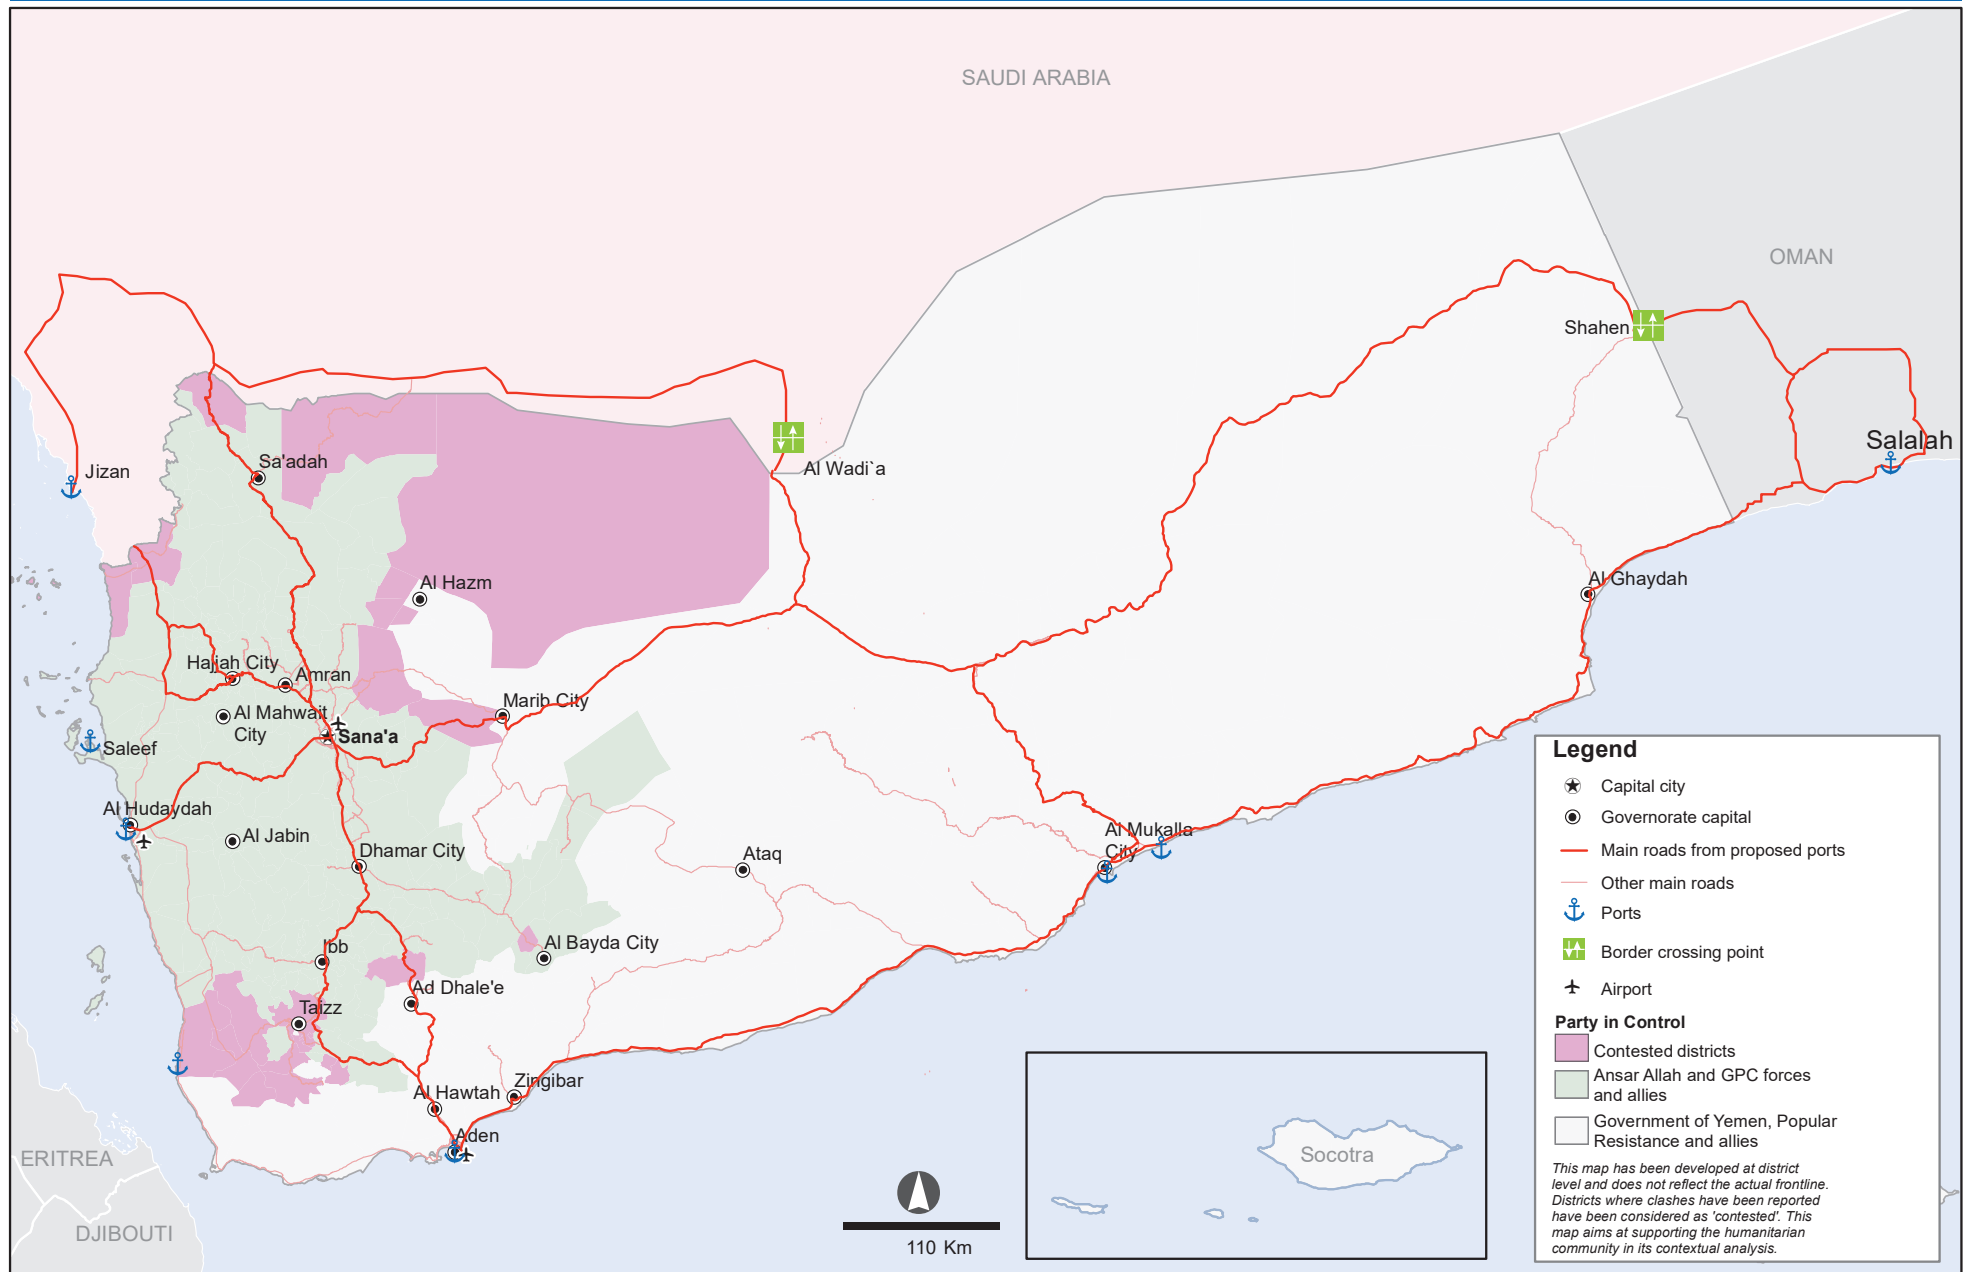 SAUDI ARABIA
OMAN
Shahen
Salalah
Jizan
Sa'adah
Al Wadi`a
Al Hazm
Al Ghaydah
Hajjah City
Amran
Marib City
Al Mahwait
City
Sana'a
Saleef
Al Hudaydah
Al Jabin
Dhamar City
Ataq
Al Mukalla
City
Ibb
Al Bayda City
Ad Dhale'e
Taizz
Zingibar
Al Hawtah
Aden
ERITREA
DJIBOUTI
Socotra
110 Km
Legend
Capital city
Governorate capital
Main roads from proposed ports
Other main roads
Ports
Border crossing point
Airport
Party in Control
Contested districts
Ansar Allah and GPC forces
and allies
Government of Yemen, Popular
Resistance and allies
This map has been developed at district
level and does not reflect the actual frontline.
Districts where clashes have been reported
have been considered as 'contested'. This
map aims at supporting the humanitarian
community in its contextual analysis.